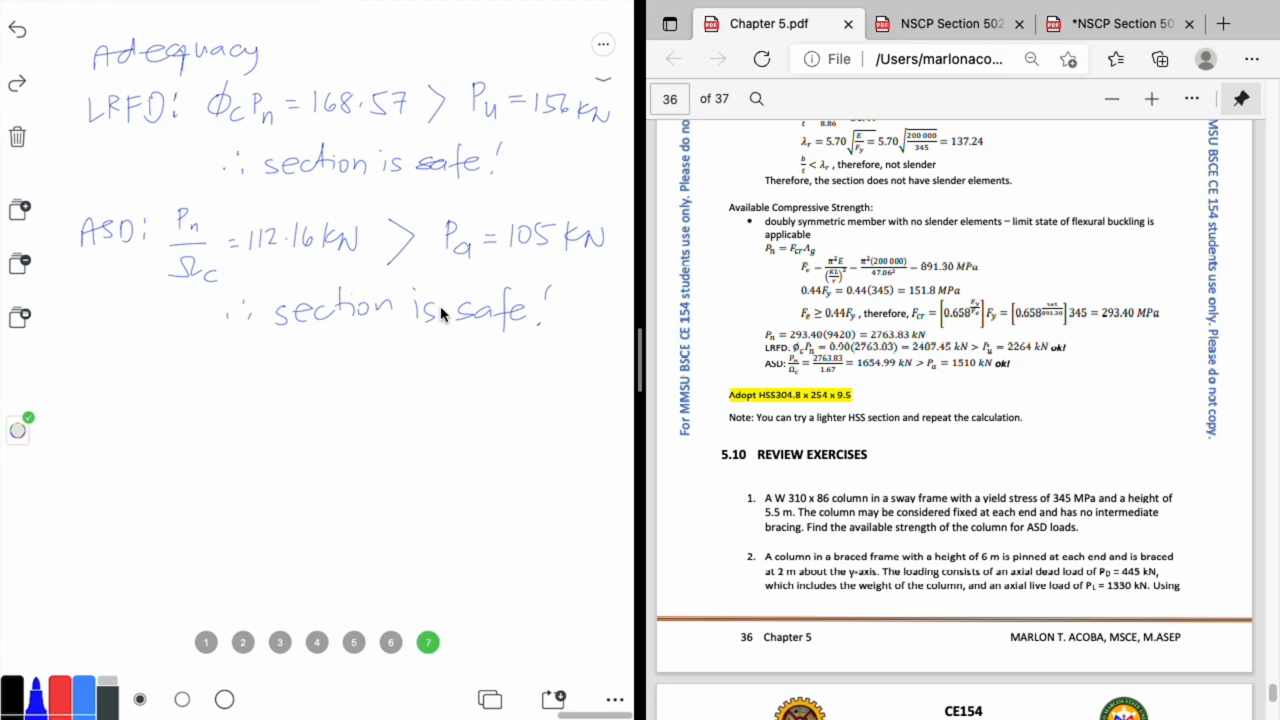 Adequacy
LRFD: ϕcPn = 168.57 > Pu = 156 kN
∴ section is safe!
ASD: Pn/Ωc = 112.16 kN > Pa = 105 kN
∴ section is safe!
1 2 3 4 5 6 7
Chapter 5.pdf
NSCP Section 502
*NSCP Section 50
File
/Users/marlonaco...
36 of 37
t 8.86
λr = 5.70 √(E/Fy) = 5.70 √(200 000/345) = 137.24
b/t < λr , therefore, not slender
Therefore, the section does not have slender elements.
Available Compressive Strength:
• doubly symmetric member with no slender elements – limit state of flexural buckling is
applicable
Pn = FcrAg
Fe = π²E/(KL/r)² = π²(200 000)/47.06² = 891.30 MPa
0.44Fy = 0.44(345) = 151.8 MPa
Fe ≥ 0.44Fy, therefore, Fcr = [0.658^(Fy/Fe)] Fy = [0.658^(345/891.30)] 345 = 293.40 MPa
Pn = 293.40(9420) = 2763.83 kN
LRFD: ϕcPn = 0.90(2763.83) = 2487.45 kN > Pu = 2264 kN ok!
ASD: Pn/Ωc = 2763.83/1.67 = 1654.99 kN > Pa = 1510 kN ok!
Adopt HSS304.8 x 254 x 9.5
Note: You can try a lighter HSS section and repeat the calculation.
5.10 REVIEW EXERCISES
1. A W 310 x 86 column in a sway frame with a yield stress of 345 MPa and a height of
5.5 m. The column may be considered fixed at each end and has no intermediate
bracing. Find the available strength of the column for ASD loads.
2. A column in a braced frame with a height of 6 m is pinned at each end and is braced
at 2 m about the y-axis. The loading consists of an axial dead load of PD = 445 kN,
which includes the weight of the column, and an axial live load of PL = 1330 kN. Using
36 Chapter 5
MARLON T. ACOBA, MSCE, M.ASEP
For MMSU BSCE CE 154 students use only. Please do no
MSU BSCE CE 154 students use only. Please do not copy.
CE154